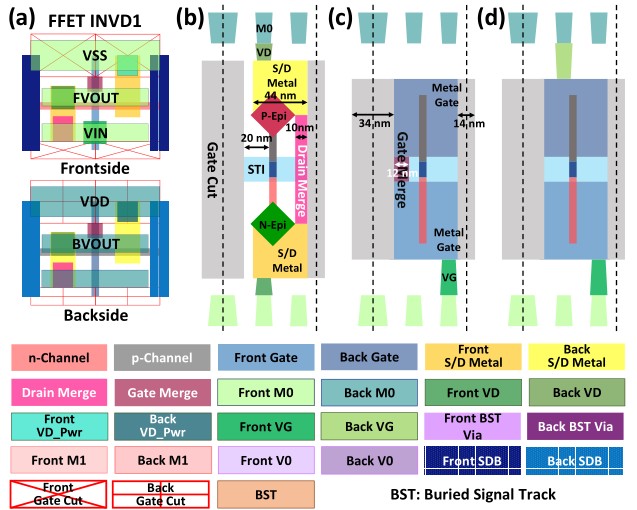 (a)
FFET INVD1
VSS
FVOUT
VIN
Frontside
VDD
BVOUT
Backside
(b)
M0
VD
S/D
Metal
44 nm
P-Epi
10nm
20 nm
STI
Gate Cut
Drain Merge
N-Epi
S/D
Metal
(c)
Metal
Gate
34 nm
14 nm
Gate Merge
12 nm
Metal
Gate
VG
(d)
n-Channel
p-Channel
Front Gate
Back Gate
Front
S/D Metal
Back
S/D Metal
Drain Merge
Gate Merge
Front M0
Back M0
Front VD
Back VD
Front
VD_Pwr
Back
VD_Pwr
Front VG
Back VG
Front BST
Via
Back BST Via
Front M1
Back M1
Front V0
Back V0
Front SDB
Back SDB
Front
Gate Cut
Back
Gate Cut
BST
BST: Buried Signal Track